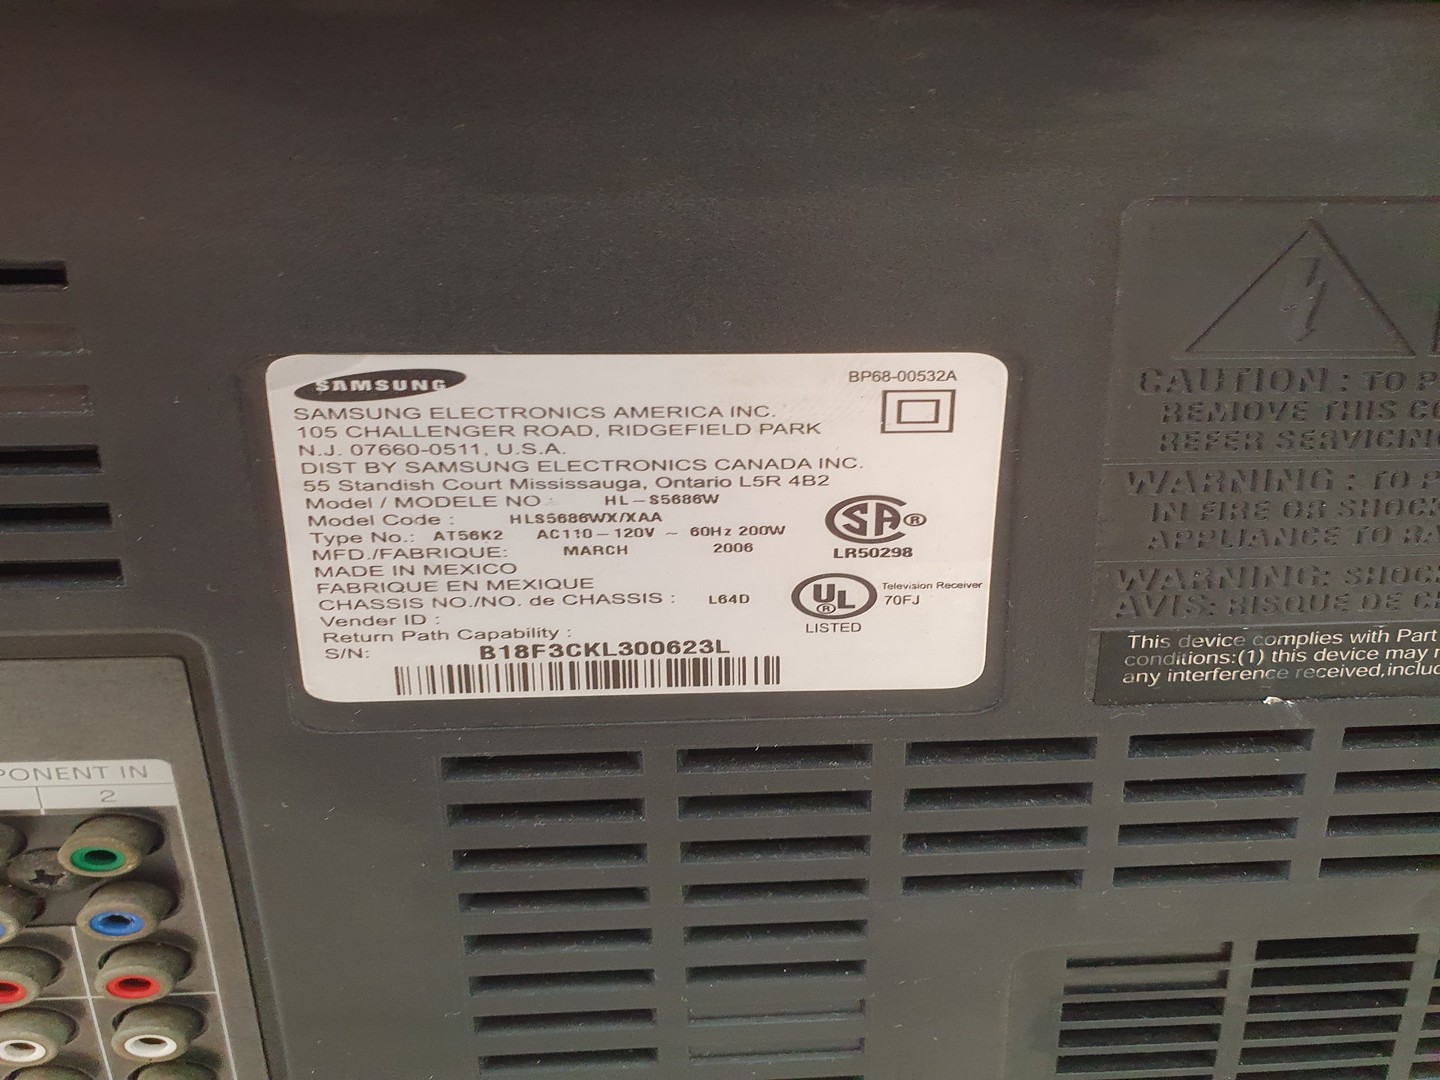 SAMSUNG
BP68-00532A
SAMSUNG ELECTRONICS AMERICA INC.
105 CHALLENGER ROAD, RIDGEFIELD PARK
N.J. 07660-0511, U.S.A.
DIST BY SAMSUNG ELECTRONICS CANADA INC.
55 Standish Court Mississauga, Ontario L5R 4B2
Model / MODELE NO : HL-S5686W
Model Code : HLS5686WX/XAA
Type No.: AT56K2 AC110-120V ~ 60Hz 200W
MFD./FABRIQUE: MARCH 2006
MADE IN MEXICO
FABRIQUE EN MEXIQUE
CHASSIS NO./NO. de CHASSIS : L64D
Vender ID :
Return Path Capability :
S/N: B18F3CKL300623L
SA ®
LR50298
UL ®
LISTED
Television Receiver
70FJ
CAUTION : TO P
REMOVE THIS CO
REFER SERVICING
WARNING : TO P
IN FIRE OR SHOCK
APPLIANCE TO RA
WARNING: SHOCK
AVIS: RISQUE DE C
This device complies with Part
conditions:(1) this device may
any interference received,inclu
PONENT IN
2